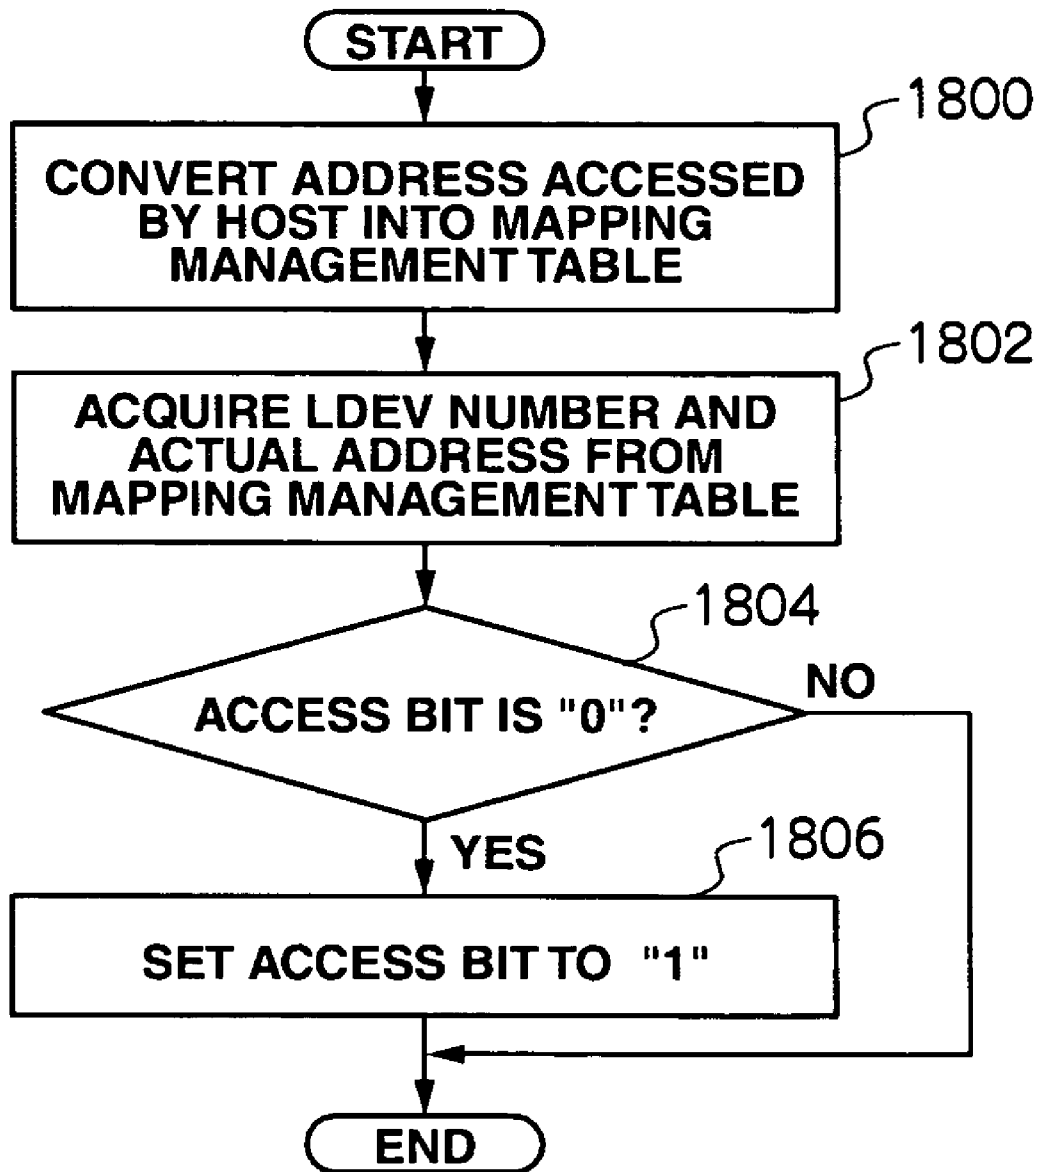 START
1800
CONVERT ADDRESS ACCESSED
BY HOST INTO MAPPING
MANAGEMENT TABLE
1802
ACQUIRE LDEV NUMBER AND
ACTUAL ADDRESS FROM
MAPPING MANAGEMENT TABLE
1804
ACCESS BIT IS "0"?
NO
YES
1806
SET ACCESS BIT TO "1"
END